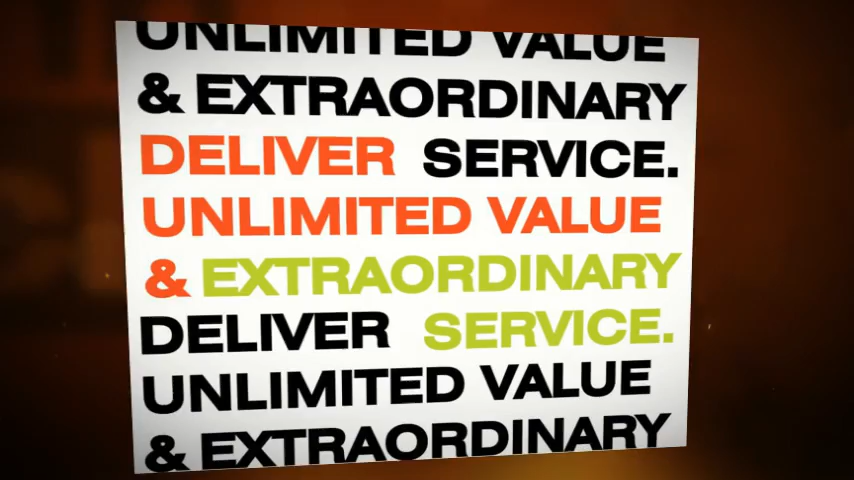 UNLIMITED VALUE
& EXTRAORDINARY
DELIVER SERVICE.
UNLIMITED VALUE
& EXTRAORDINARY
DELIVER SERVICE.
UNLIMITED VALUE
& EXTRAORDINARY